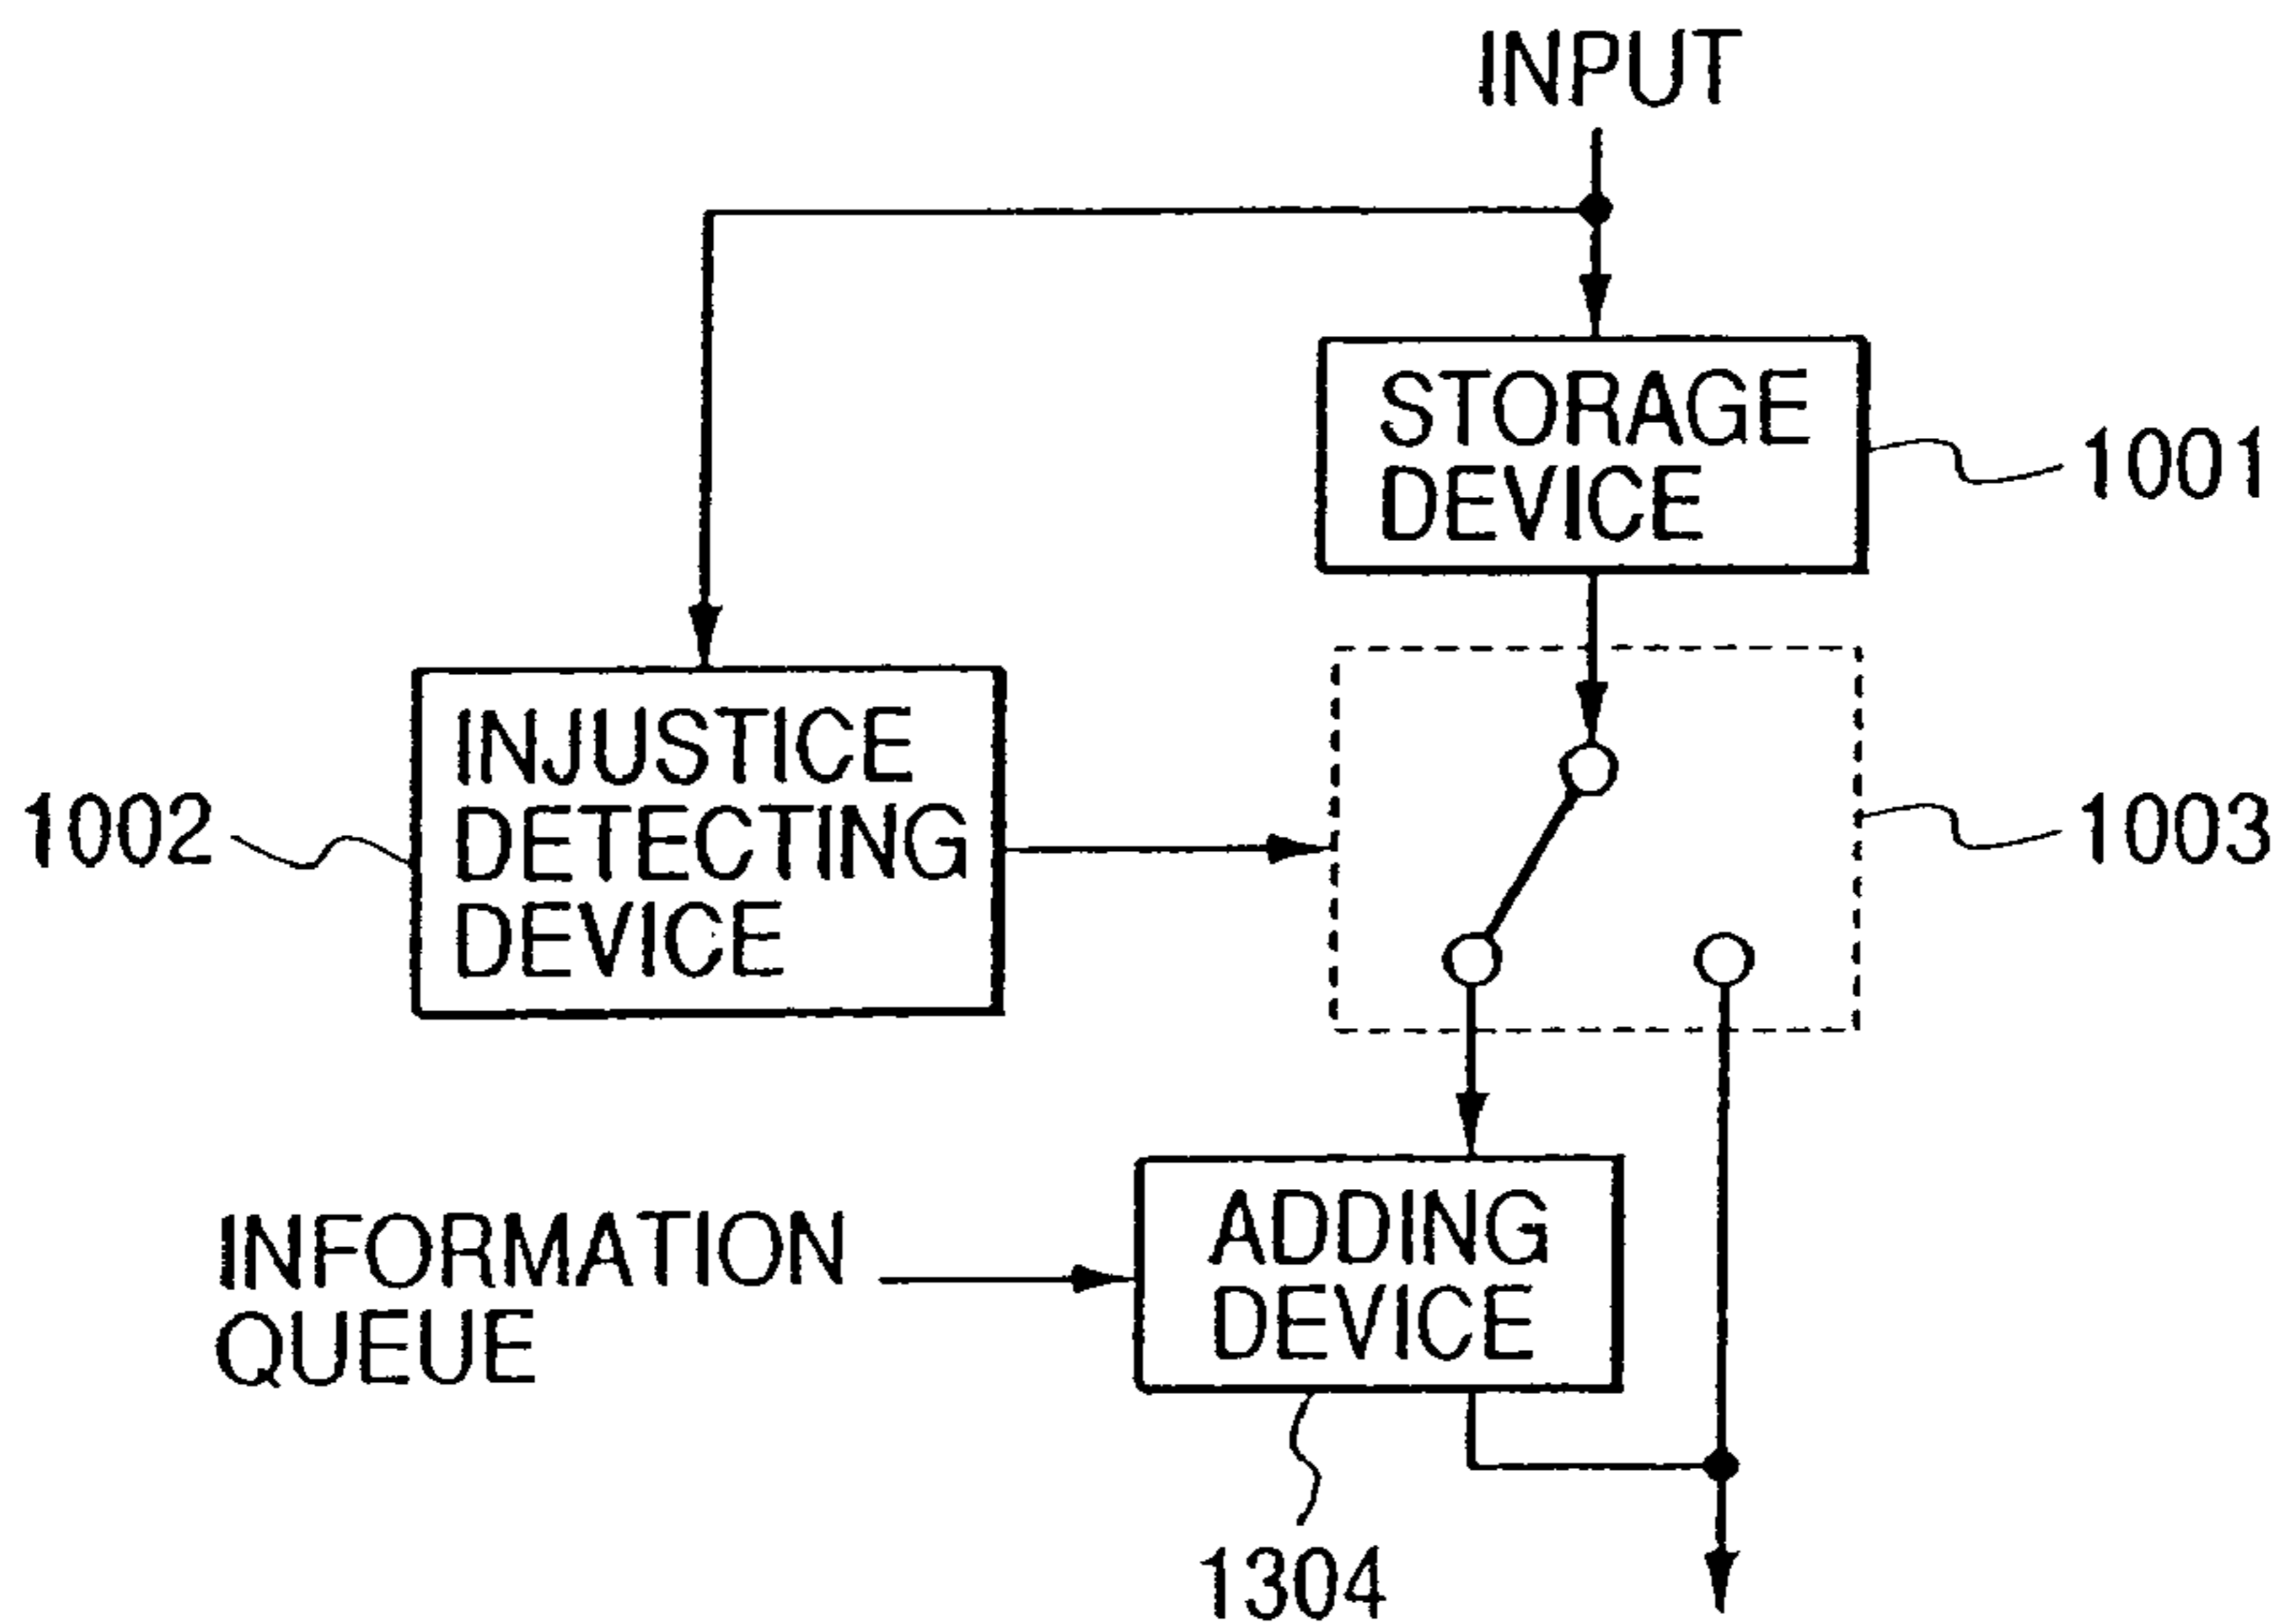 INPUT
STORAGE
DEVICE
1001
INJUSTICE
DETECTING
DEVICE
1002
1003
INFORMATION
QUEUE
ADDING
DEVICE
1304